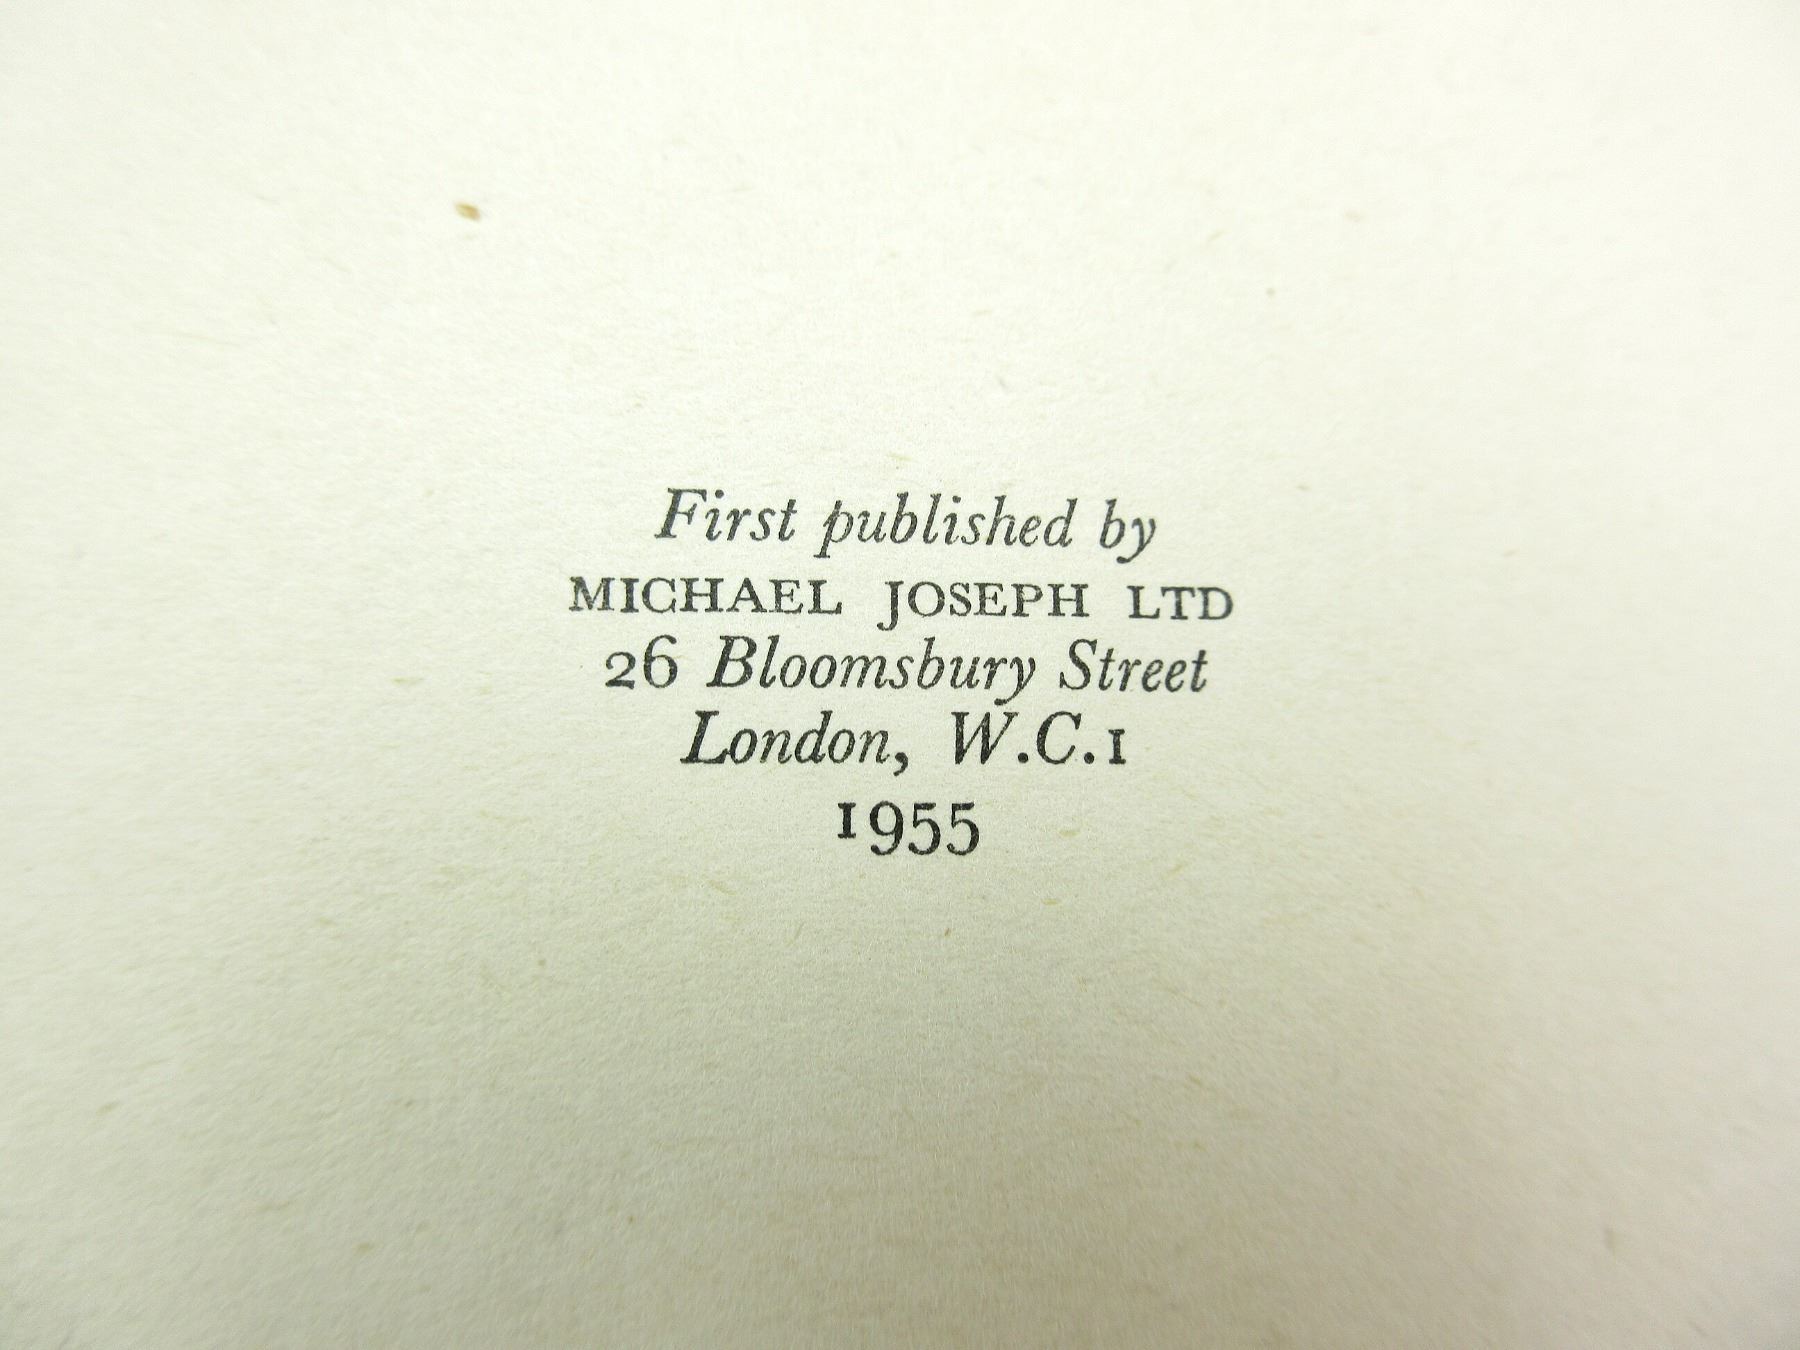 First published by
MICHAEL JOSEPH LTD
26 Bloomsbury Street
London, W.C.1
1955